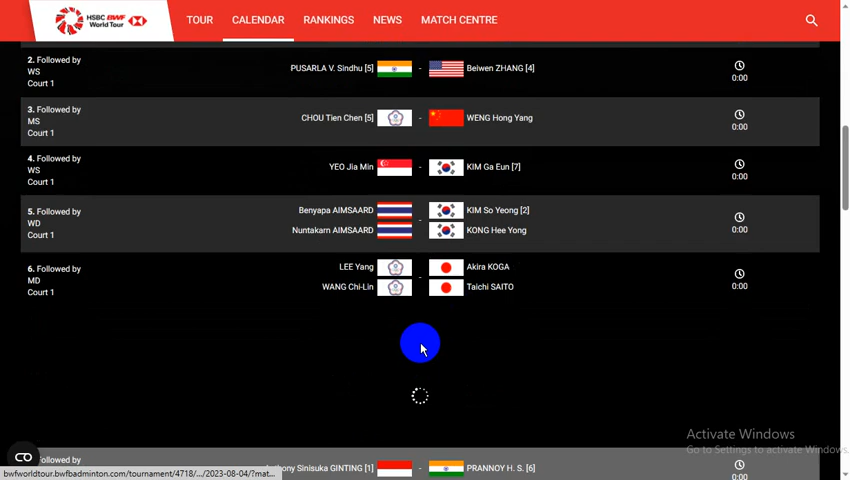 HSBC BWF
World Tour
TOUR
CALENDAR
RANKINGS
NEWS
MATCH CENTRE
2. Followed by
WS
Court 1
PUSARLA V. Sindhu [5]
-
Beiwen ZHANG [4]
0:00
3. Followed by
MS
Court 1
CHOU Tien Chen [5]
-
WENG Hong Yang
0:00
4. Followed by
WS
Court 1
YEO Jia Min
-
KIM Ga Eun [7]
0:00
5. Followed by
WD
Court 1
Benyapa AIMSAARD
Nuntakarn AIMSAARD
-
KIM So Yeong [2]
KONG Hee Yong
0:00
6. Followed by
MD
Court 1
LEE Yang
WANG Chi-Lin
-
Akira KOGA
Taichi SAITO
0:00
Activate Windows
Go to Settings to activate Windows.
Followed by
Sinisuka GINTING [1]
-
PRANNOY H. S. [6]
0:00
bwfworldtour.bwfbadminton.com/tournament/4718/.../2023-08-04/?mat...